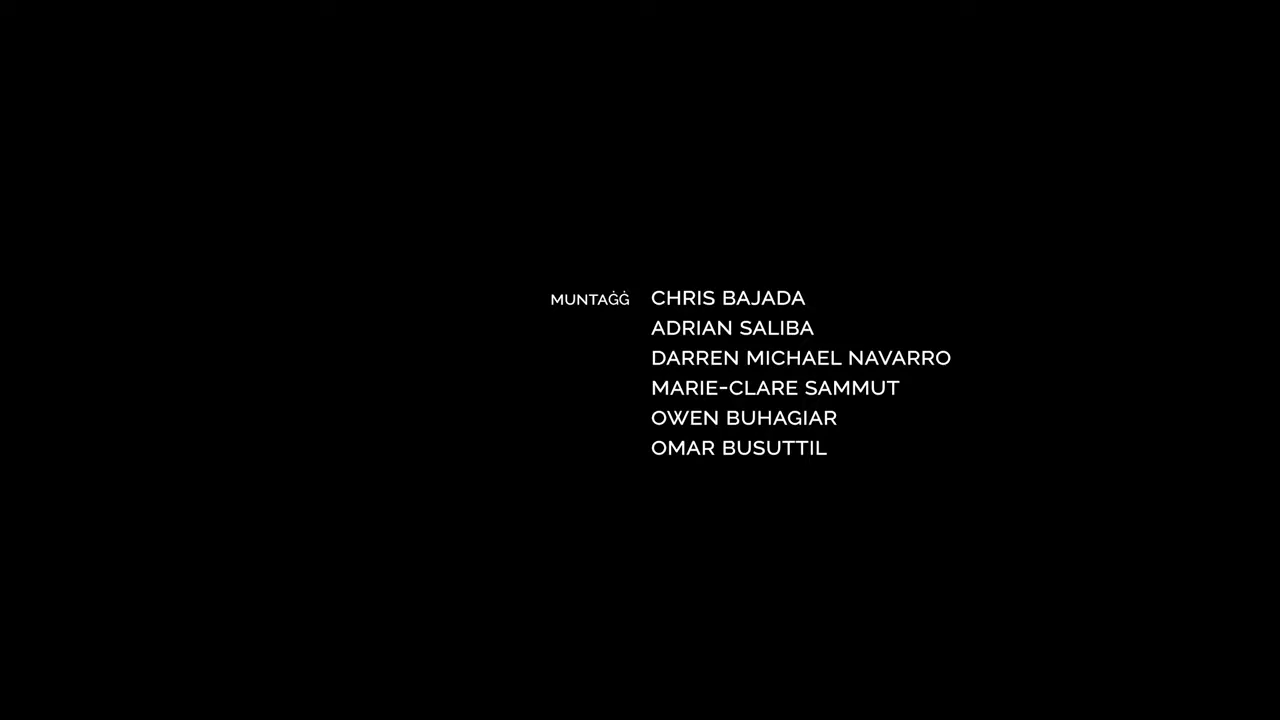 MUNTAĠĠ CHRIS BAJADA
ADRIAN SALIBA
DARREN MICHAEL NAVARRO
MARIE-CLARE SAMMUT
OWEN BUHAGIAR
OMAR BUSUTTIL